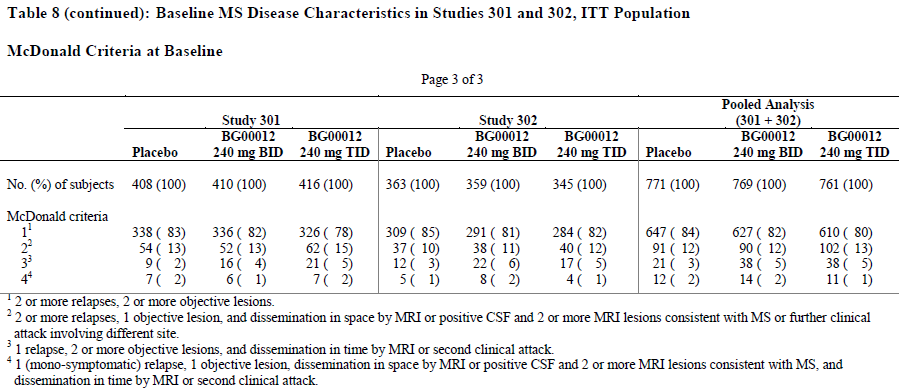 Table 8 (continued): Baseline MS Disease Characteristics in Studies 301 and 302, ITT Population
McDonald Criteria at Baseline
Page 3 of 3
Pooled Analysis
Study 301 Study 302 (301 + 302)
BG00012 BG00012 BG00012 BG00012 BG00012 BG00012
Placebo 240 mg BID 240 mg TID Placebo 240 mg BID 240 mg TID Placebo 240 mg BID 240 mg TID
No. (%) of subjects 408 (100) 410 (100) 416 (100) 363 (100) 359 (100) 345 (100) 771 (100) 769 (100) 761 (100)
McDonald criteria
1¹ 338 ( 83) 336 ( 82) 326 ( 78) 309 ( 85) 291 ( 81) 284 ( 82) 647 ( 84) 627 ( 82) 610 ( 80)
2² 54 ( 13) 52 ( 13) 62 ( 15) 37 ( 10) 38 ( 11) 40 ( 12) 91 ( 12) 90 ( 12) 102 ( 13)
3³ 9 ( 2) 16 ( 4) 21 ( 5) 12 ( 3) 22 ( 6) 17 ( 5) 21 ( 3) 38 ( 5) 38 ( 5)
4⁴ 7 ( 2) 6 ( 1) 7 ( 2) 5 ( 1) 8 ( 2) 4 ( 1) 12 ( 2) 14 ( 2) 11 ( 1)
¹ 2 or more relapses, 2 or more objective lesions.
² 2 or more relapses, 1 objective lesion, and dissemination in space by MRI or positive CSF and 2 or more MRI lesions consistent with MS or further clinical
attack involving different site.
³ 1 relapse, 2 or more objective lesions, and dissemination in time by MRI or second clinical attack.
⁴ 1 (mono-symptomatic) relapse, 1 objective lesion, dissemination in space by MRI or positive CSF and 2 or more MRI lesions consistent with MS, and
dissemination in time by MRI or second clinical attack.